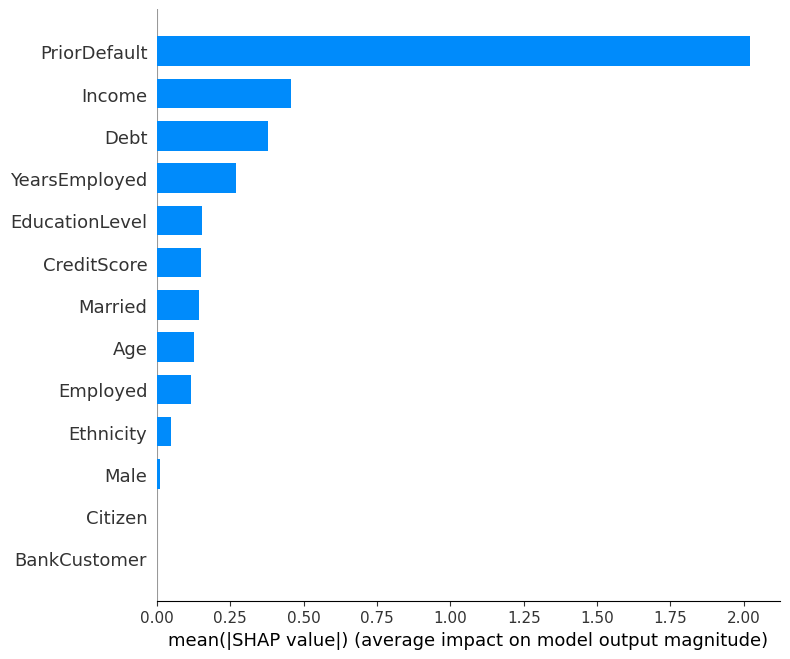 PriorDefault
Income
Debt
YearsEmployed
EducationLevel
CreditScore
Married
Age
Employed
Ethnicity
Male
Citizen
BankCustomer
0.00 0.25 0.50 0.75 1.00 1.25 1.50 1.75 2.00
mean(|SHAP value|) (average impact on model output magnitude)